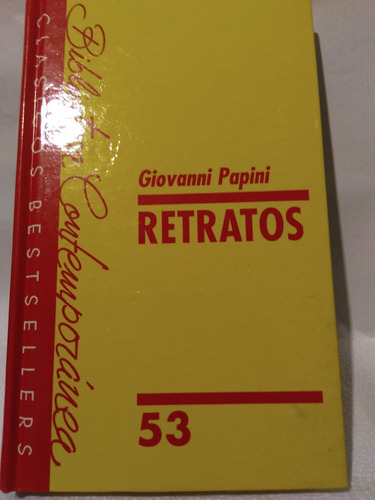 CLÁSICOS BESTSELLERS
Biblioteca Contemporánea
Giovanni Papini
RETRATOS
53